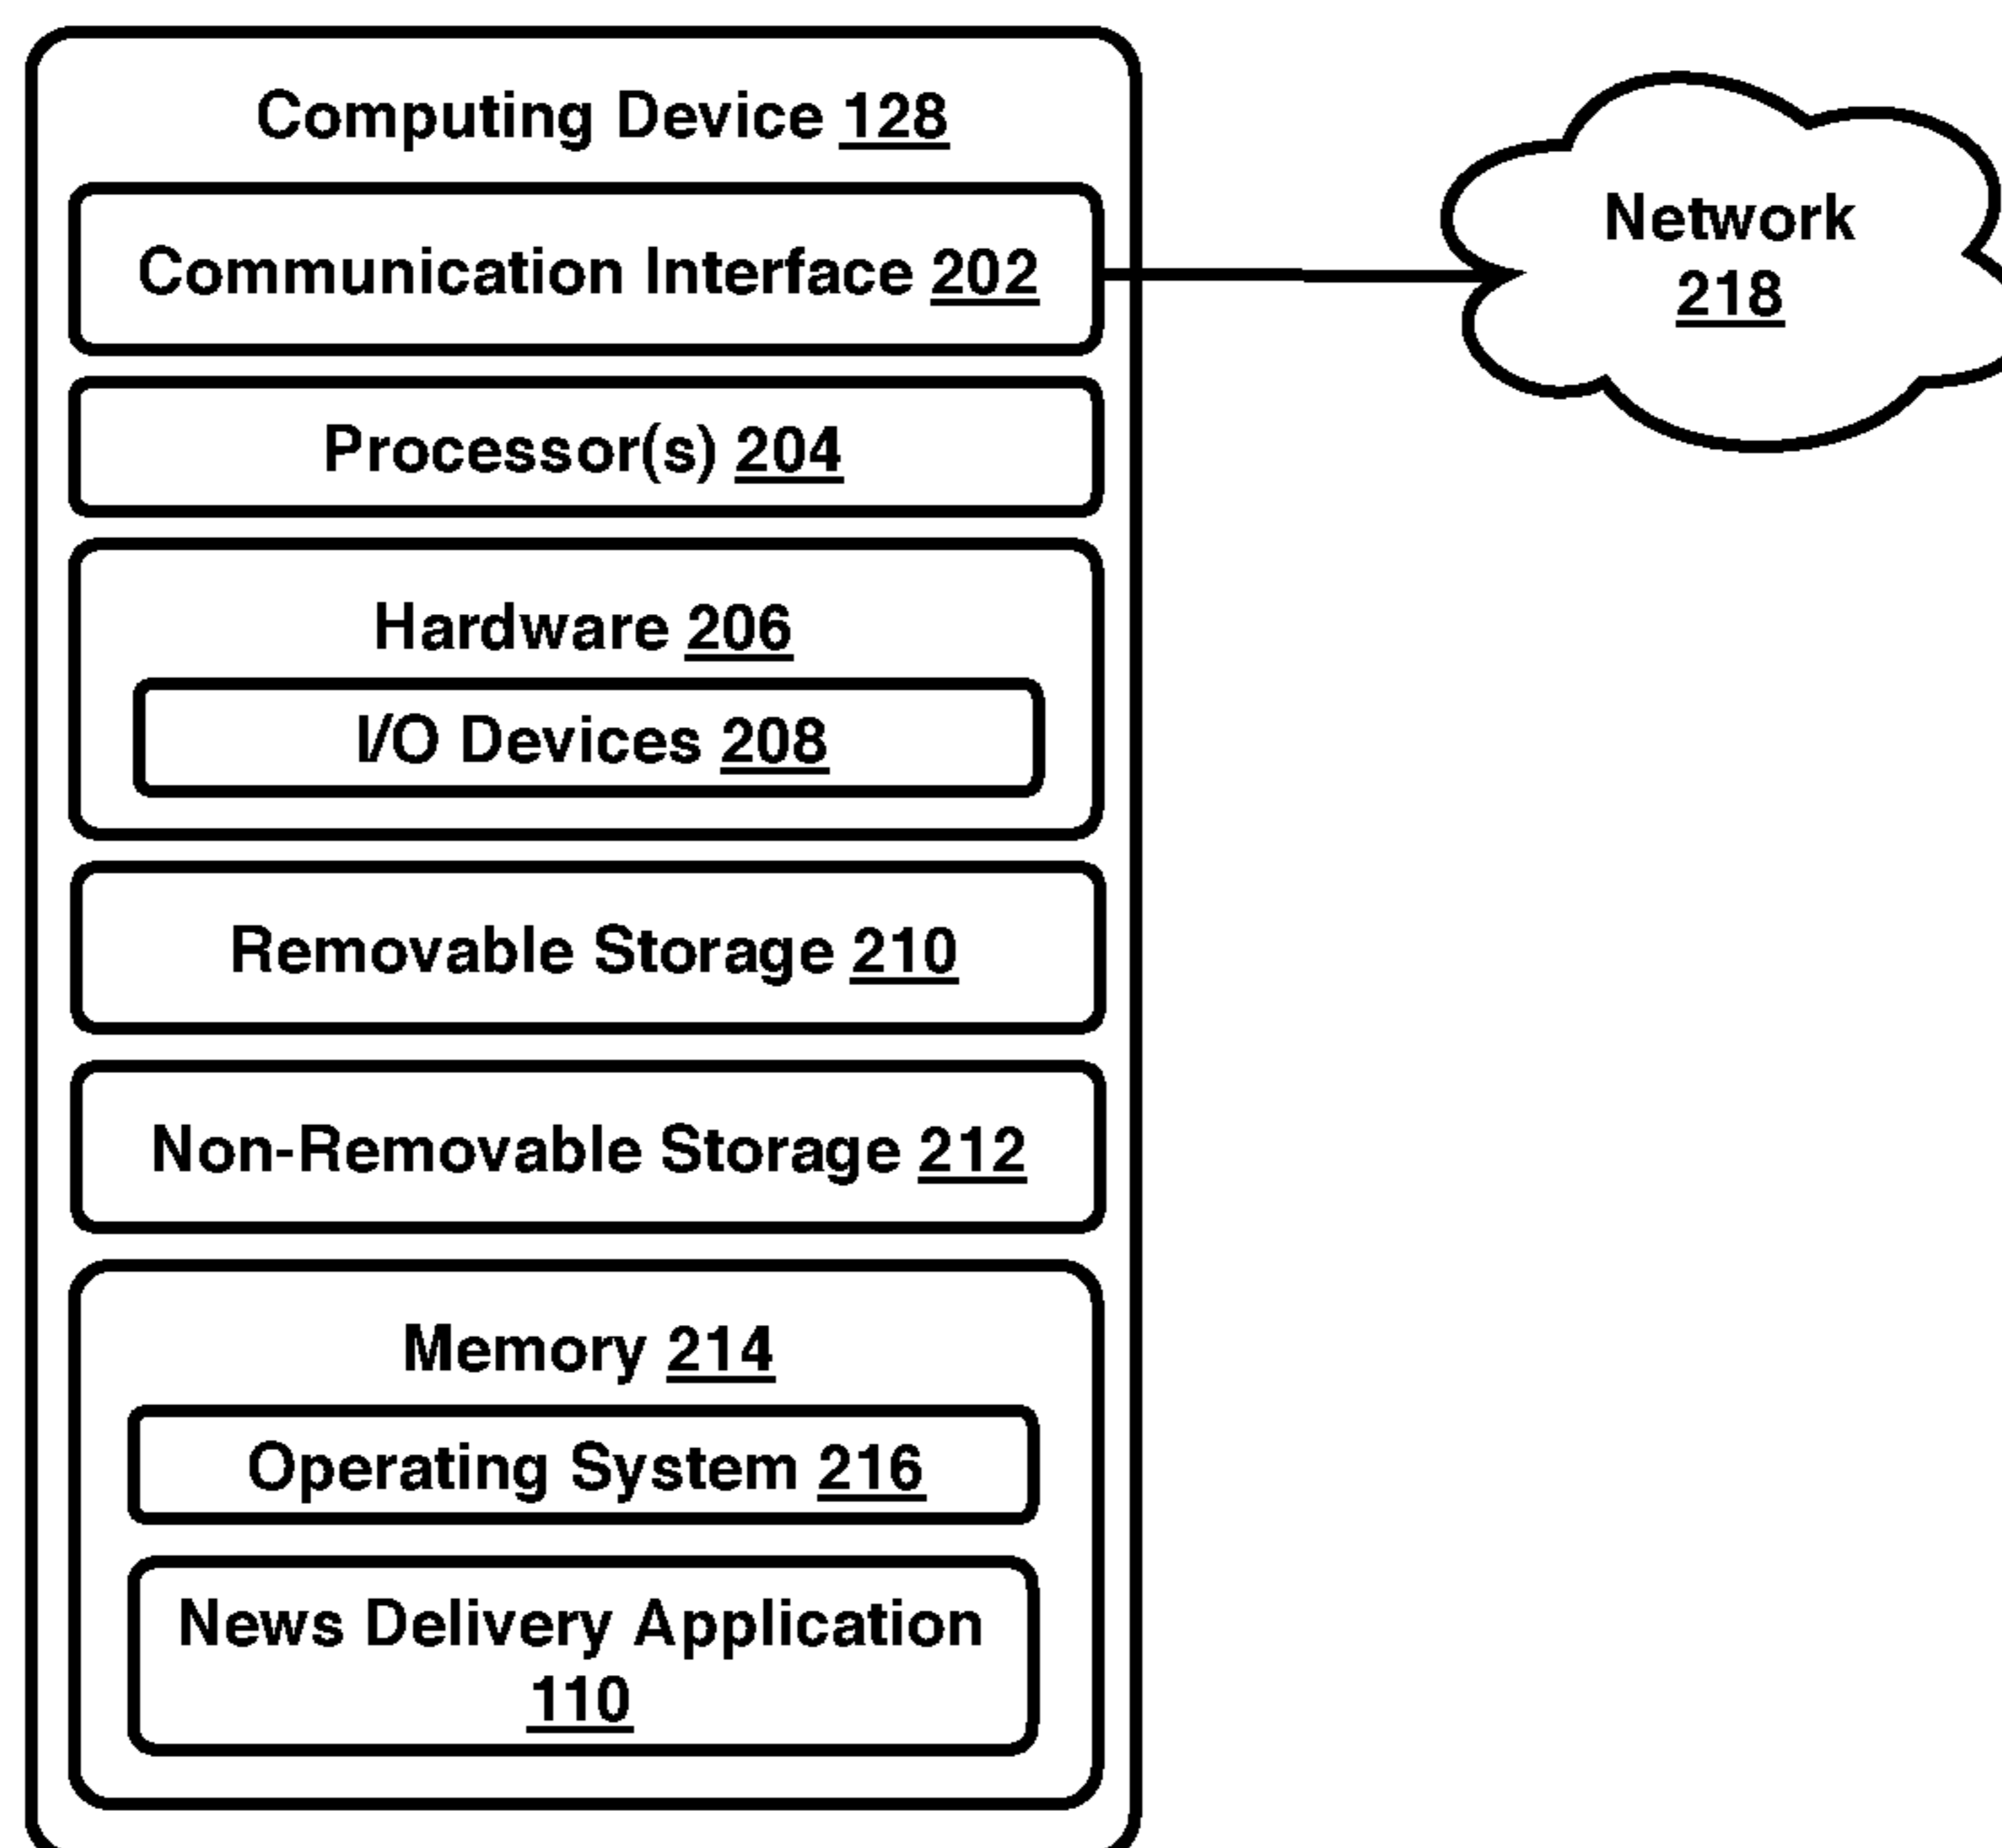 Computing Device 128
Communication Interface 202
Network
218
Processor(s) 204
Hardware 206
I/O Devices 208
Removable Storage 210
Non-Removable Storage 212
Memory 214
Operating System 216
News Delivery Application
110